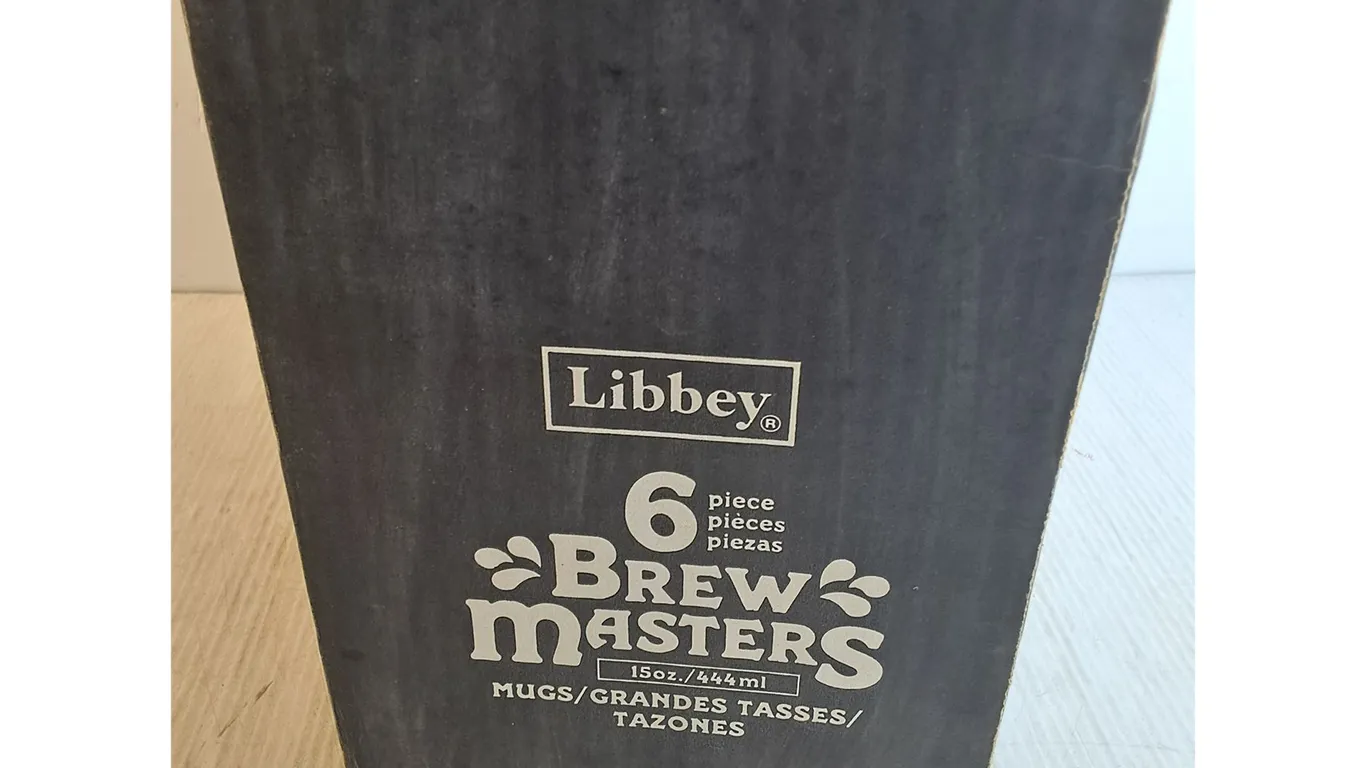 Libbey®
6 piece
pièces
piezas
BREW
MASTERS
15oz./444ml
MUGS/GRANDES TASSES/
TAZONES